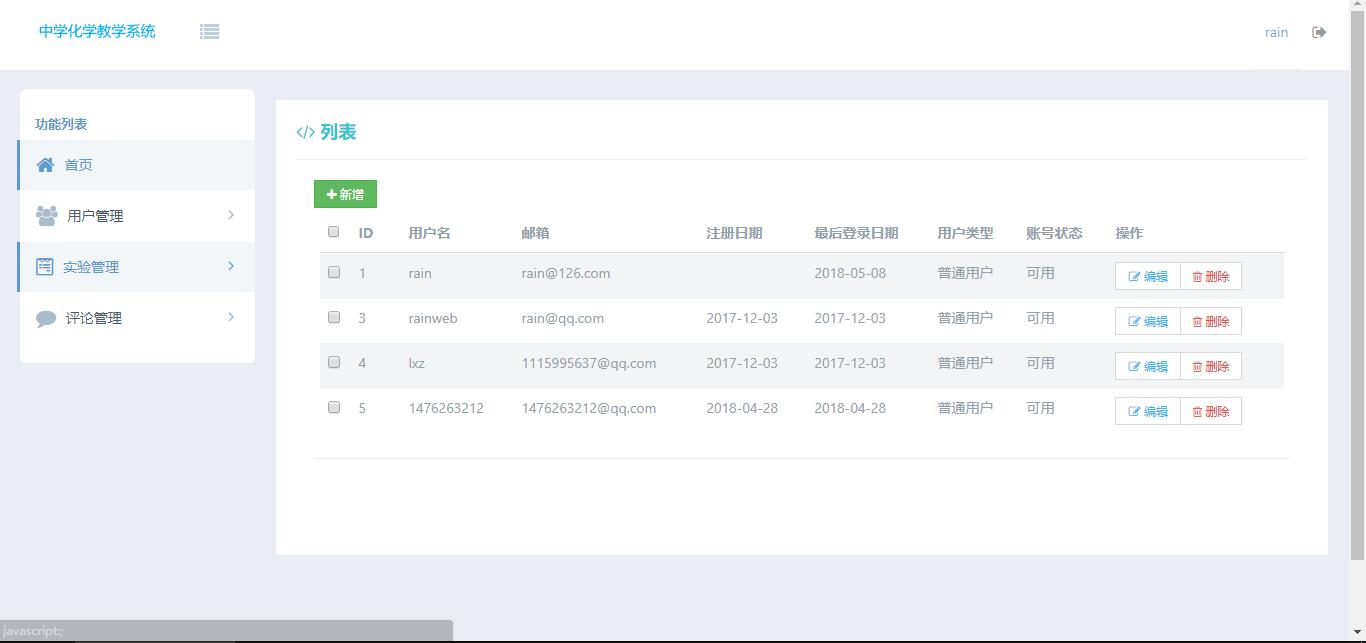 中学化学教学系统
rain
功能列表
首页
用户管理
实验管理
评论管理
</> 列表
+新增
ID 用户名 邮箱 注册日期 最后登录日期 用户类型 账号状态 操作
1 rain rain@126.com 2018-05-08 普通用户 可用 编辑 删除
3 rainweb rain@qq.com 2017-12-03 2017-12-03 普通用户 可用 编辑 删除
4 lxz 1115995637@qq.com 2017-12-03 2017-12-03 普通用户 可用 编辑 删除
5 1476263212 1476263212@qq.com 2018-04-28 2018-04-28 普通用户 可用 编辑 删除
javascript:;